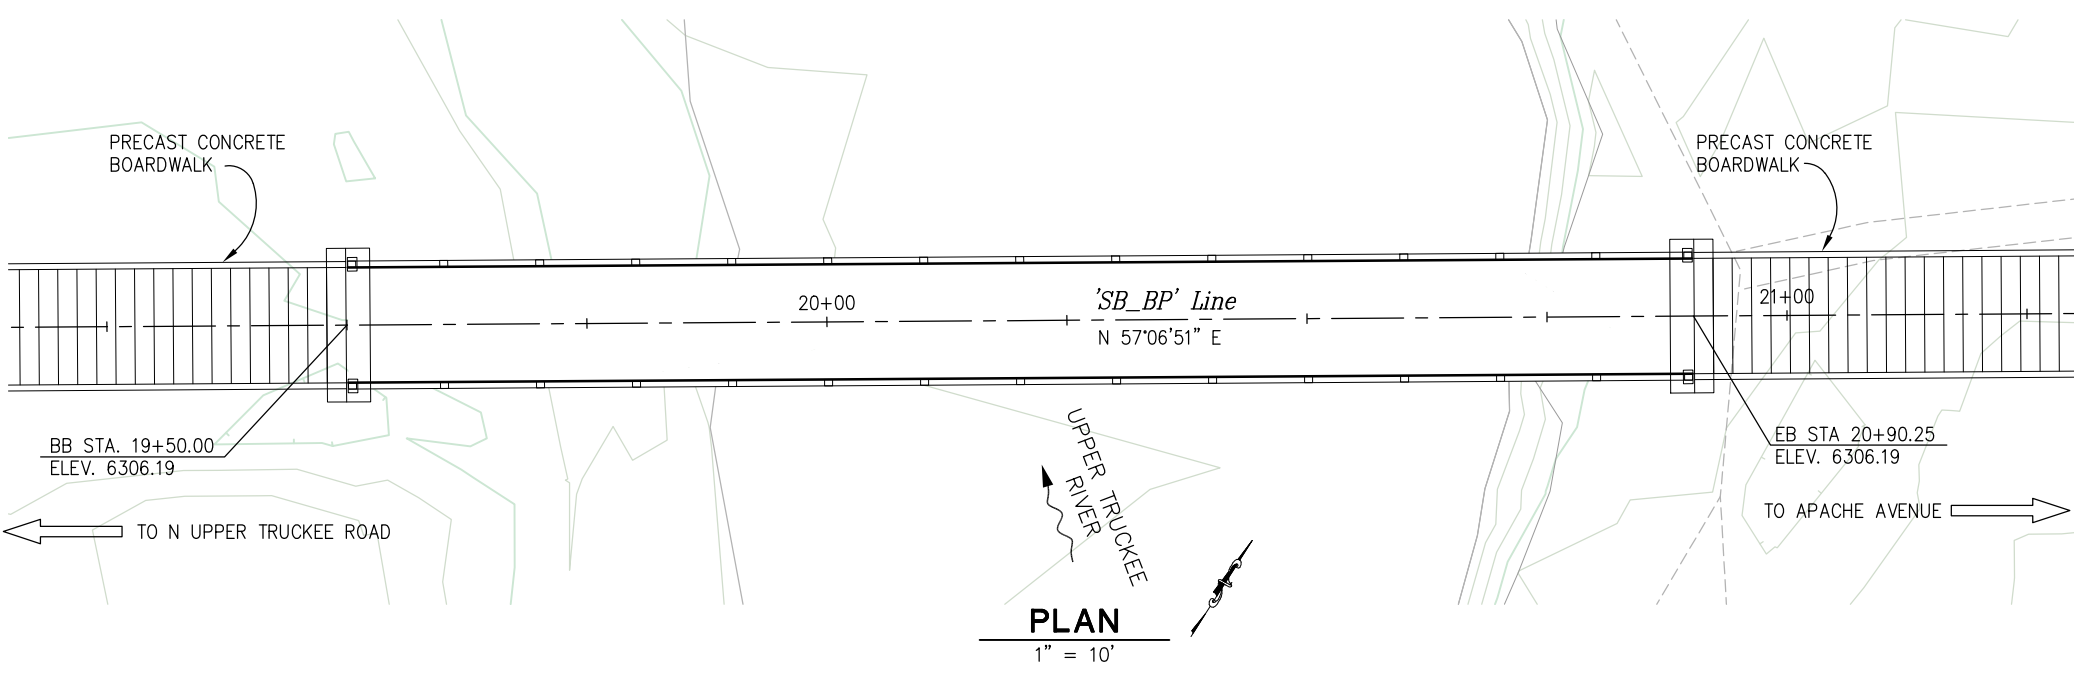 PRECAST CONCRETE
BOARDWALK
PRECAST CONCRETE
BOARDWALK
20+00
'SB_BP' Line
N 57°06'51" E
21+00
BB STA. 19+50.00
ELEV. 6306.19
EB STA 20+90.25
ELEV. 6306.19
UPPER TRUCKEE
RIVER
TO N UPPER TRUCKEE ROAD
TO APACHE AVENUE
PLAN
1" = 10'